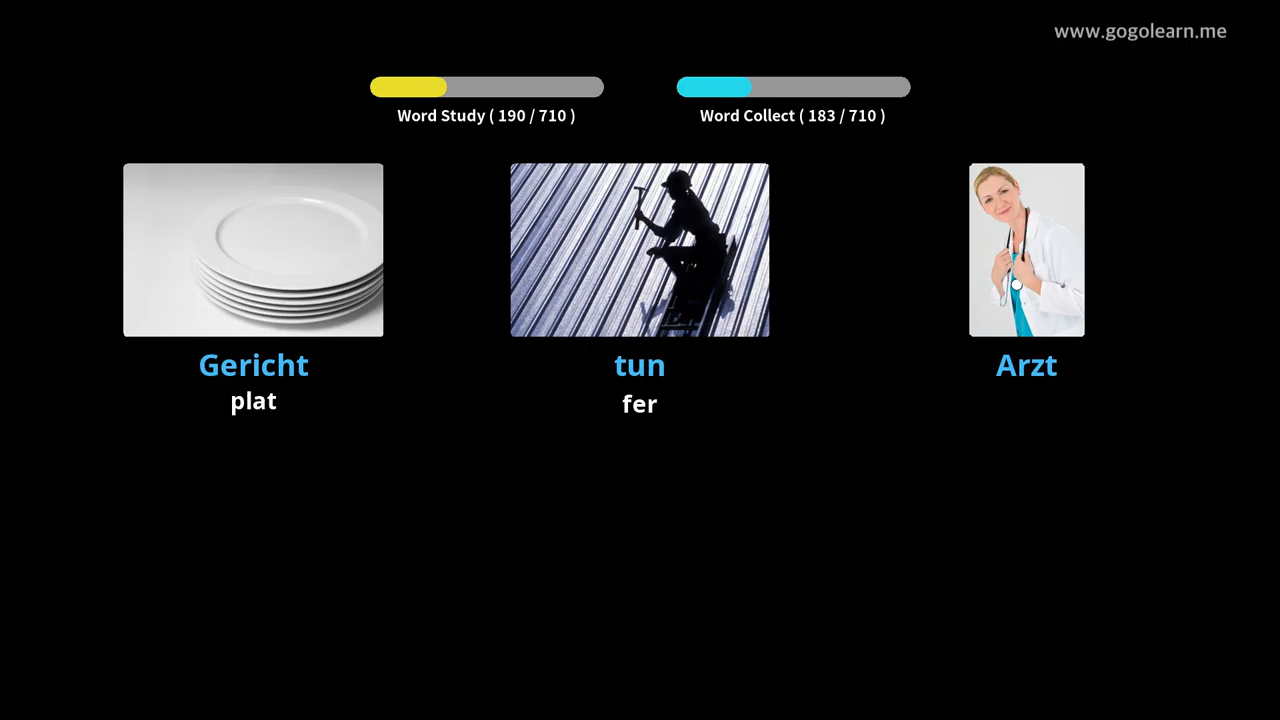 www.gogolearn.me
Word Study ( 190 / 710 )
Word Collect ( 183 / 710 )
Gericht
plat
tun
fer
Arzt